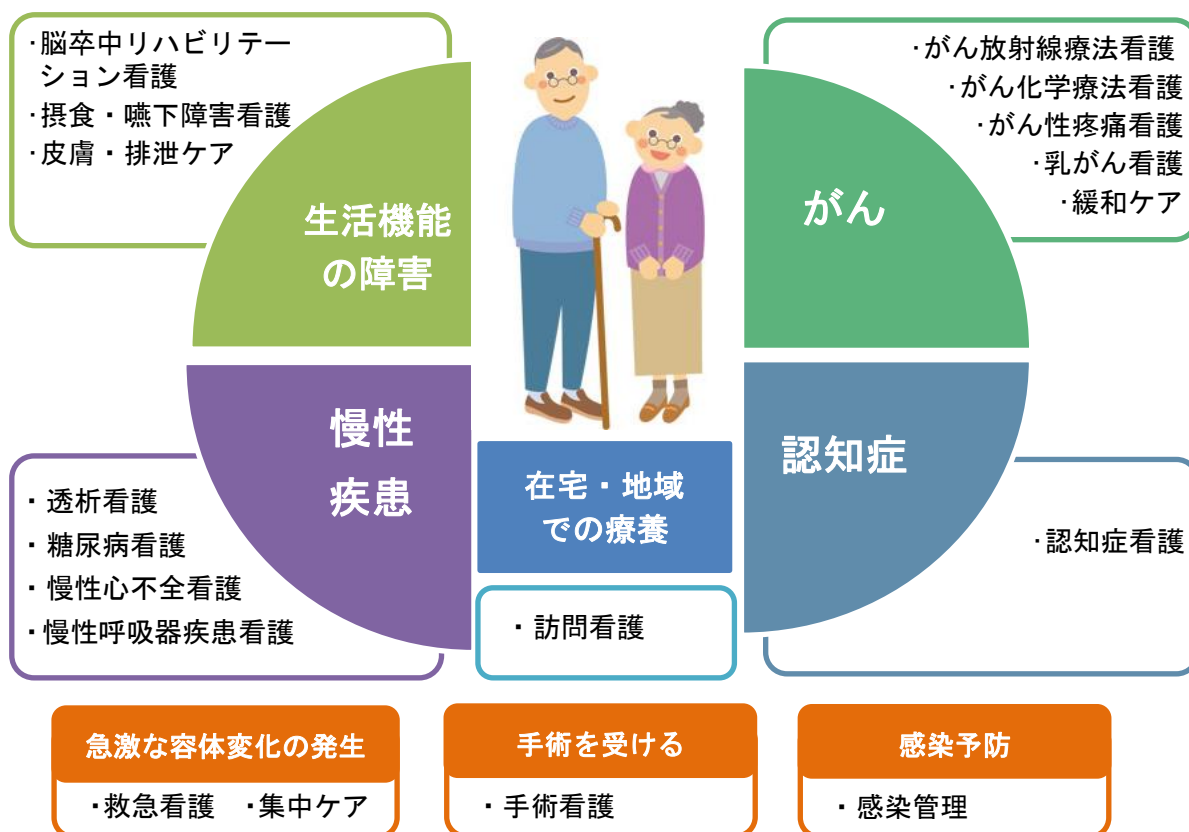 ・脳卒中リハビリテー
ション看護
・摂食・嚥下障害看護
・皮膚・排泄ケア
生活機能
の障害
・がん放射線療法看護
・がん化学療法看護
・がん性疼痛看護
・乳がん看護
・緩和ケア
がん
慢性
疾患
・透析看護
・糖尿病看護
・慢性心不全看護
・慢性呼吸器疾患看護
在宅・地域
での療養
・訪問看護
認知症
・認知症看護
急激な容体変化の発生
・救急看護 ・集中ケア
手術を受ける
・手術看護
感染予防
・感染管理